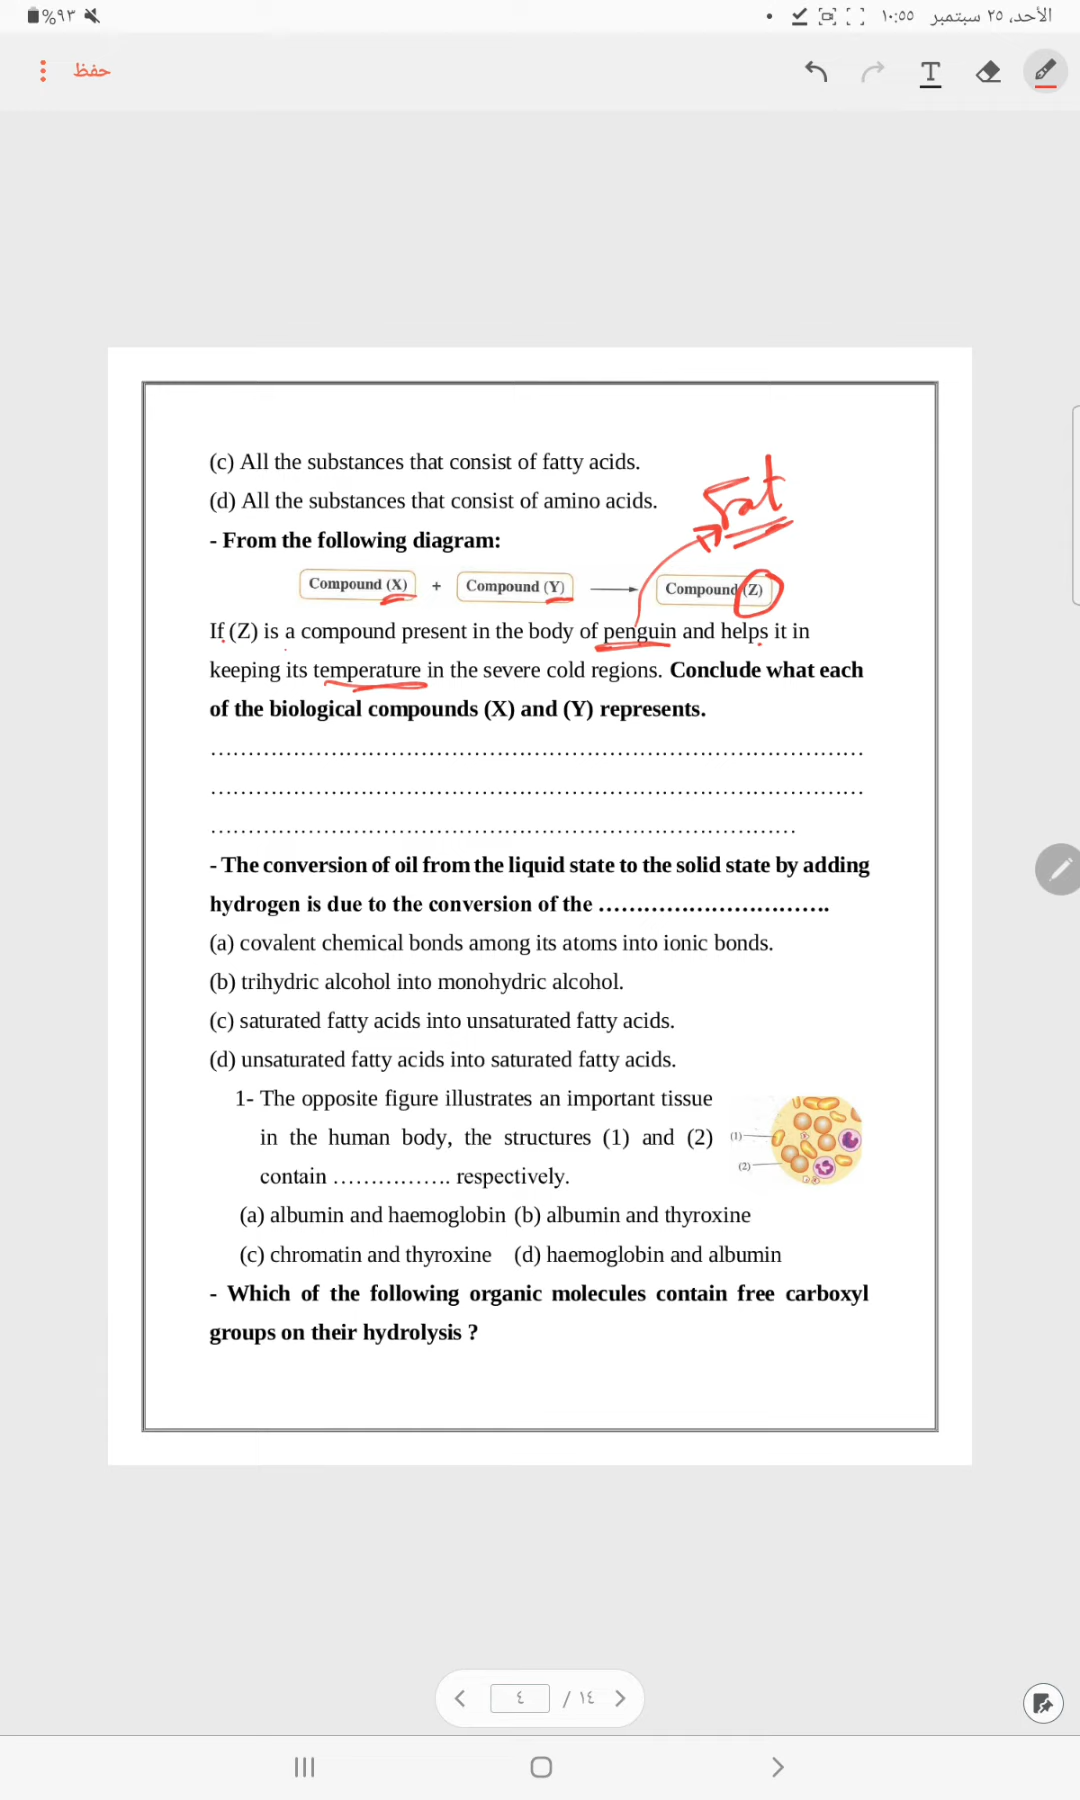 %٩٣ ١٠:٥٥ الأحد، ٢٥ سبتمبر
حفظ
T
(c) All the substances that consist of fatty acids.
(d) All the substances that consist of amino acids.
Fat
- From the following diagram:
Compound (X) + Compound (Y) Compound (Z)
If (Z) is a compound present in the body of penguin and helps it in
keeping its temperature in the severe cold regions. Conclude what each
of the biological compounds (X) and (Y) represents.
- The conversion of oil from the liquid state to the solid state by adding
hydrogen is due to the conversion of the ................................
(a) covalent chemical bonds among its atoms into ionic bonds.
(b) trihydric alcohol into monohydric alcohol.
(c) saturated fatty acids into unsaturated fatty acids.
(d) unsaturated fatty acids into saturated fatty acids.
1- The opposite figure illustrates an important tissue
in the human body, the structures (1) and (2)
contain ................ respectively.
(1)
(2)
(a) albumin and haemoglobin (b) albumin and thyroxine
(c) chromatin and thyroxine (d) haemoglobin and albumin
- Which of the following organic molecules contain free carboxyl
groups on their hydrolysis ?
٤ / ١٤